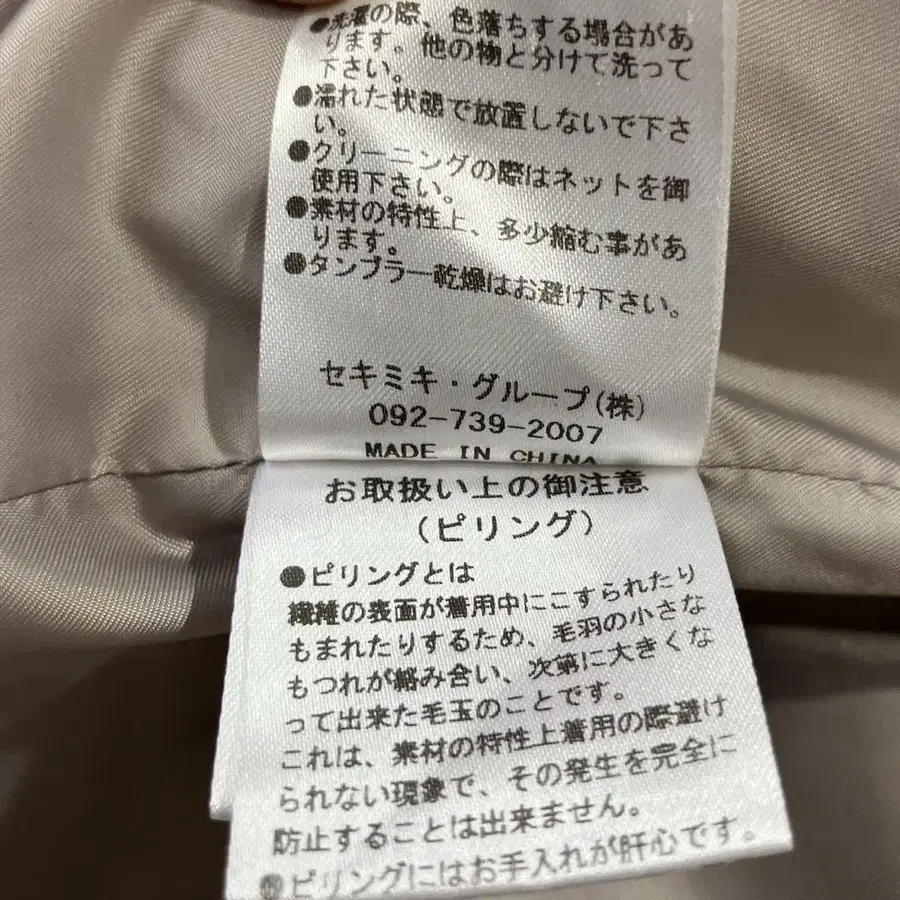 ●洗濯の際、色落ちする場合があ
ります。他の物と分けて洗って
下さい。
●濡れた状態で放置しないで下さ
い。
●クリーニングの際はネットを御
使用下さい。
●素材の特性上、多少縮む事があ
ります。
●タンブラー乾燥はお避け下さい。
セキミキ・グループ(株)
092-739-2007
MADE IN CHINA
お取扱い上の御注意
(ピリング)
●ピリングとは
繊維の表面が着用中にこすられたり
もまれたりするため、毛羽の小さな
もつれが絡み合い、次第に大きくな
って出来た毛玉のことです。
これは、素材の特性上着用の際避け
られない現象で、その発生を完全に
防止することは出来ません。
●ピリングにはお手入れが肝心です。